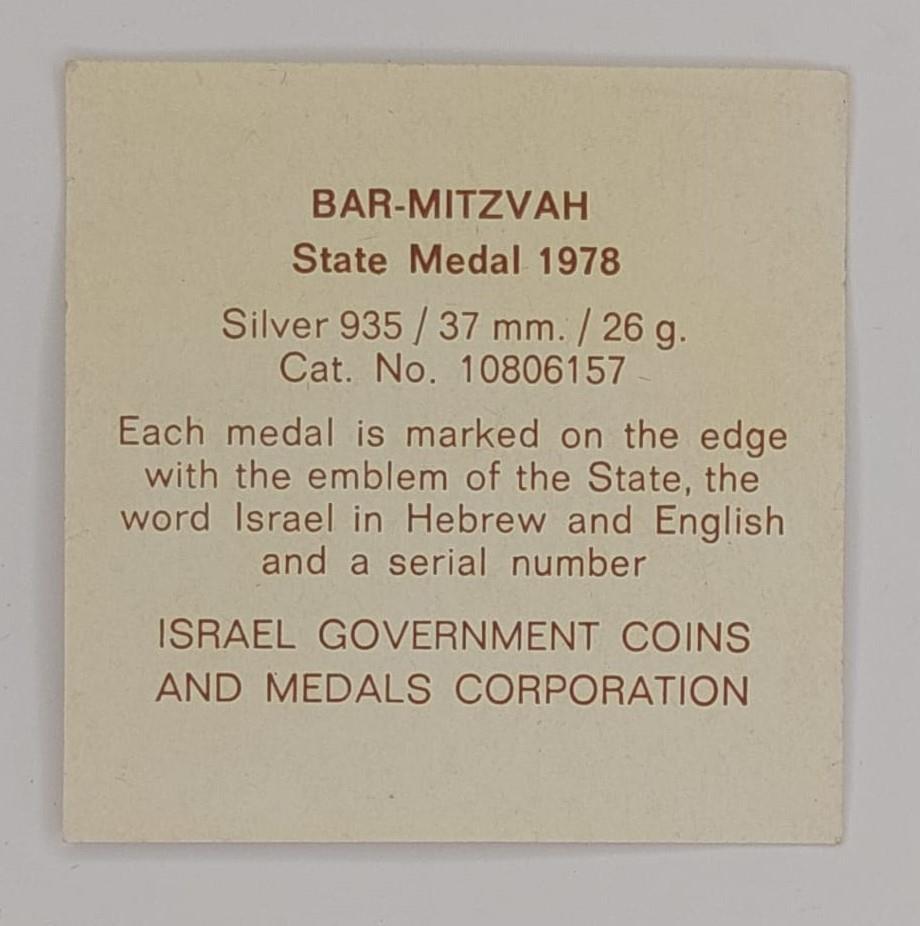 BAR-MITZVAH
State Medal 1978
Silver 935 / 37 mm. / 26 g.
Cat. No. 10806157
Each medal is marked on the edge
with the emblem of the State, the
word Israel in Hebrew and English
and a serial number
ISRAEL GOVERNMENT COINS
AND MEDALS CORPORATION